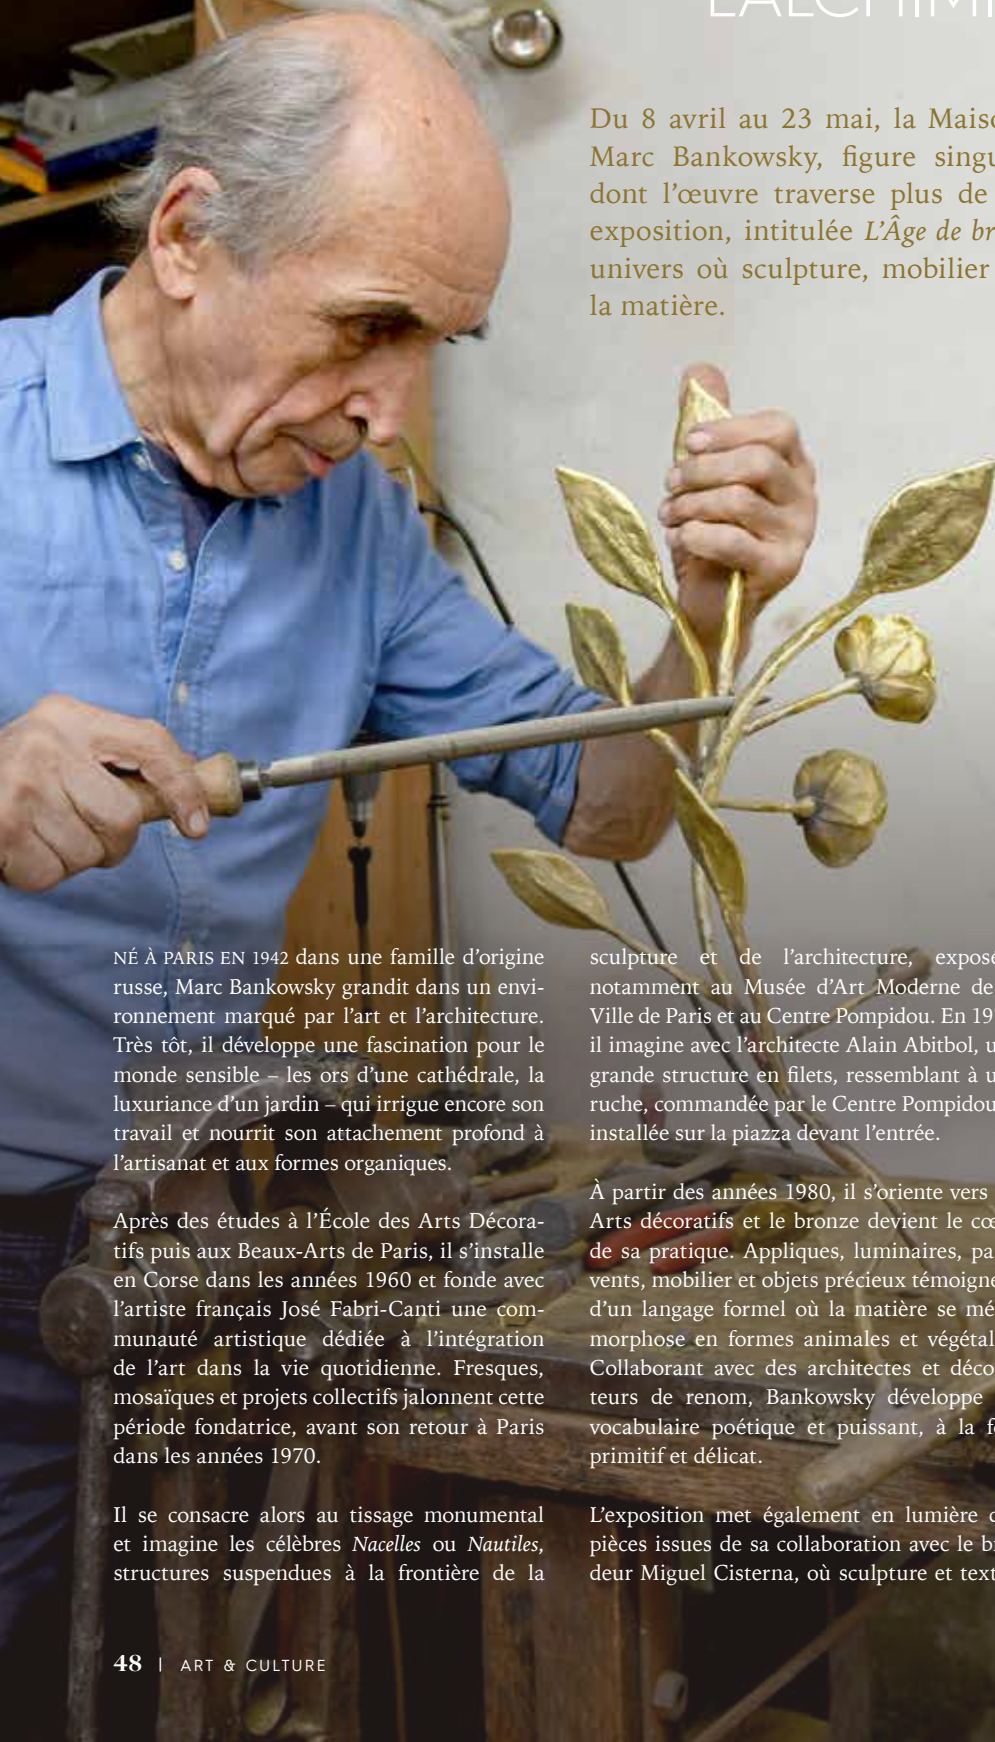 Du 8 avril au 23 mai, la
Marc Bankowsky, figure
dont l’œuvre traverse plus de
exposition, intitulée L’Âge de
univers où sculpture, mobilier
la matière.
NÉ À PARIS EN 1942 dans une famille d’origine
russe, Marc Bankowsky grandit dans un envi-
ronnement marqué par l’art et l’architecture.
Très tôt, il développe une fascination pour le
monde sensible – les ors d’une cathédrale, la
luxuriance d’un jardin – qui irrigue encore son
travail et nourrit son attachement profond à
l’artisanat et aux formes organiques.
Après des études à l’École des Arts Décora-
tifs puis aux Beaux-Arts de Paris, il s’installe
en Corse dans les années 1960 et fonde avec
l’artiste français José Fabri-Canti une com-
munauté artistique dédiée à l’intégration
de l’art dans la vie quotidienne. Fresques,
mosaïques et projets collectifs jalonnent cette
période fondatrice, avant son retour à Paris
dans les années 1970.
Il se consacre alors au tissage monumental
et imagine les célèbres Nacelles ou Nautiles,
structures suspendues à la frontière de la
sculpture et de l’architecture,
notamment au Musée d’Art Moderne de
Ville de Paris et au Centre Pompidou. En
il imagine avec l’architecte Alain Abitbol,
grande structure en filets, ressemblant à
ruche, commandée par le Centre Pompidou
installée sur la piazza devant l’entrée.
À partir des années 1980, il s’oriente vers
Arts décoratifs et le bronze devient le
de sa pratique. Appliques, luminaires,
vents, mobilier et objets précieux
d’un langage formel où la matière se
morphose en formes animales et
Collaborant avec des architectes et
teurs de renom, Bankowsky développe
vocabulaire poétique et puissant, à la
primitif et délicat.
L’exposition met également en lumière
pièces issues de sa collaboration avec le
deur Miguel Cisterna, où sculpture et
48 | ART & CULTURE